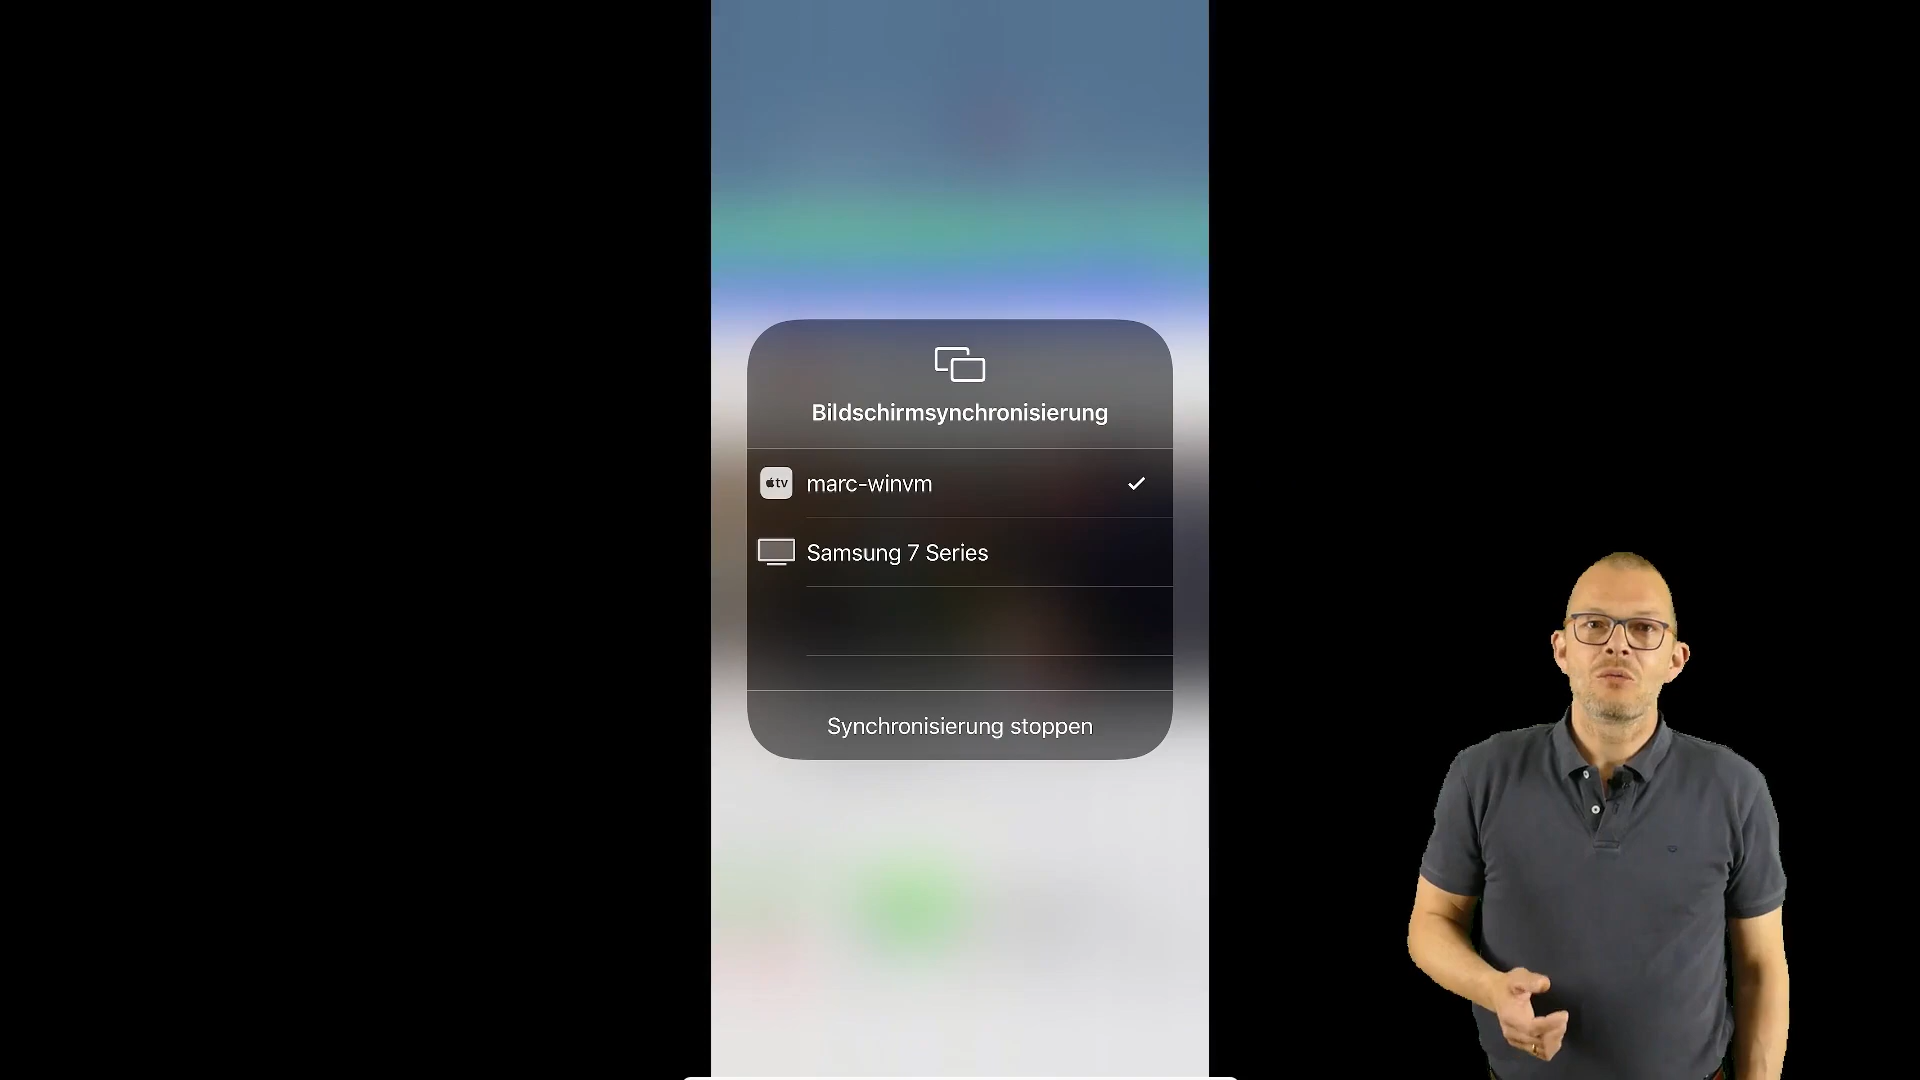 Bildschirmsynchronisierung
tv marc-winvm
Samsung 7 Series
Synchronisierung stoppen